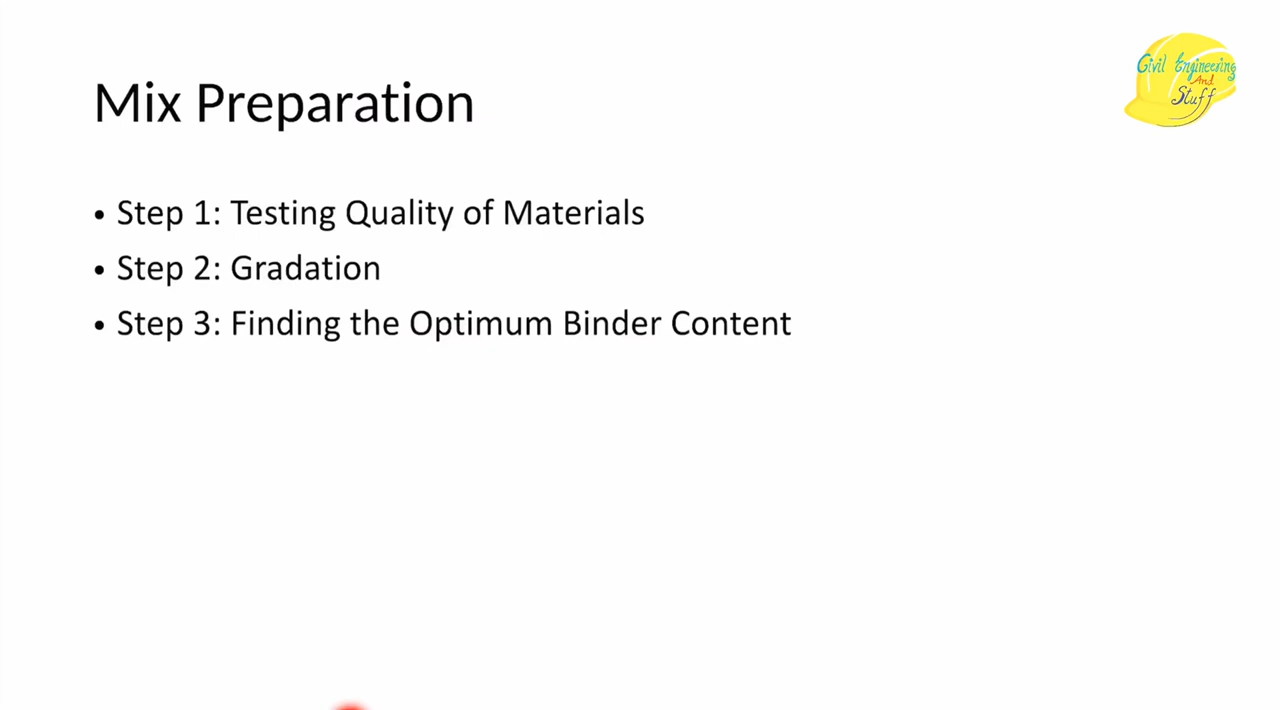 Civil Engineering
And
Stuff
Mix Preparation
• Step 1: Testing Quality of Materials
• Step 2: Gradation
• Step 3: Finding the Optimum Binder Content